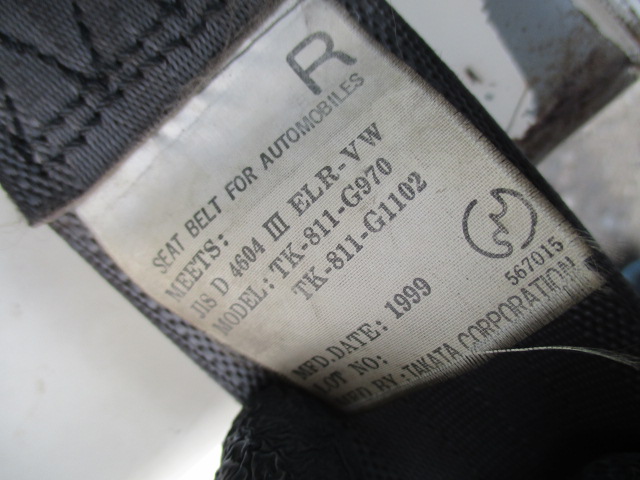 R
SEAT BELT FOR AUTOMOBILES
MEETS:
JIS D 4604 III ELR-VW
MODEL: TK-811-G970
TK-811-G1102
567015
MFD.DATE: 1999
LOT NO:
BY: TAKATA CORPORATION